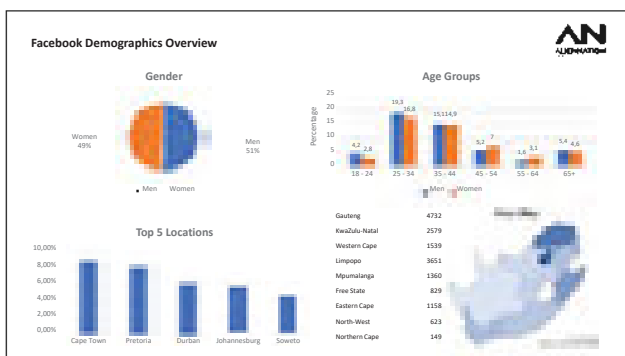 Facebook Demographics Overview
AN
Gender
Women
49%
Men
51%
Men Women
Age Groups
Percentage
25
20
15
10
5
0
4,2 2,8
19,3 16,8
15,1 14,9
5,2 7
1,6 3,1
5,4 4,6
18 - 24 25 - 34 35 - 44 45 - 54 55 - 64 65+
Men Women
Top 5 Locations
10,00%
8,00%
6,00%
4,00%
2,00%
0,00%
Cape Town Pretoria Durban Johannesburg Soweto
Gauteng 4732
KwaZulu-Natal 2579
Western Cape 1539
Limpopo 3651
Mpumalanga 1360
Free State 829
Eastern Cape 1158
North-West 623
Northern Cape 149